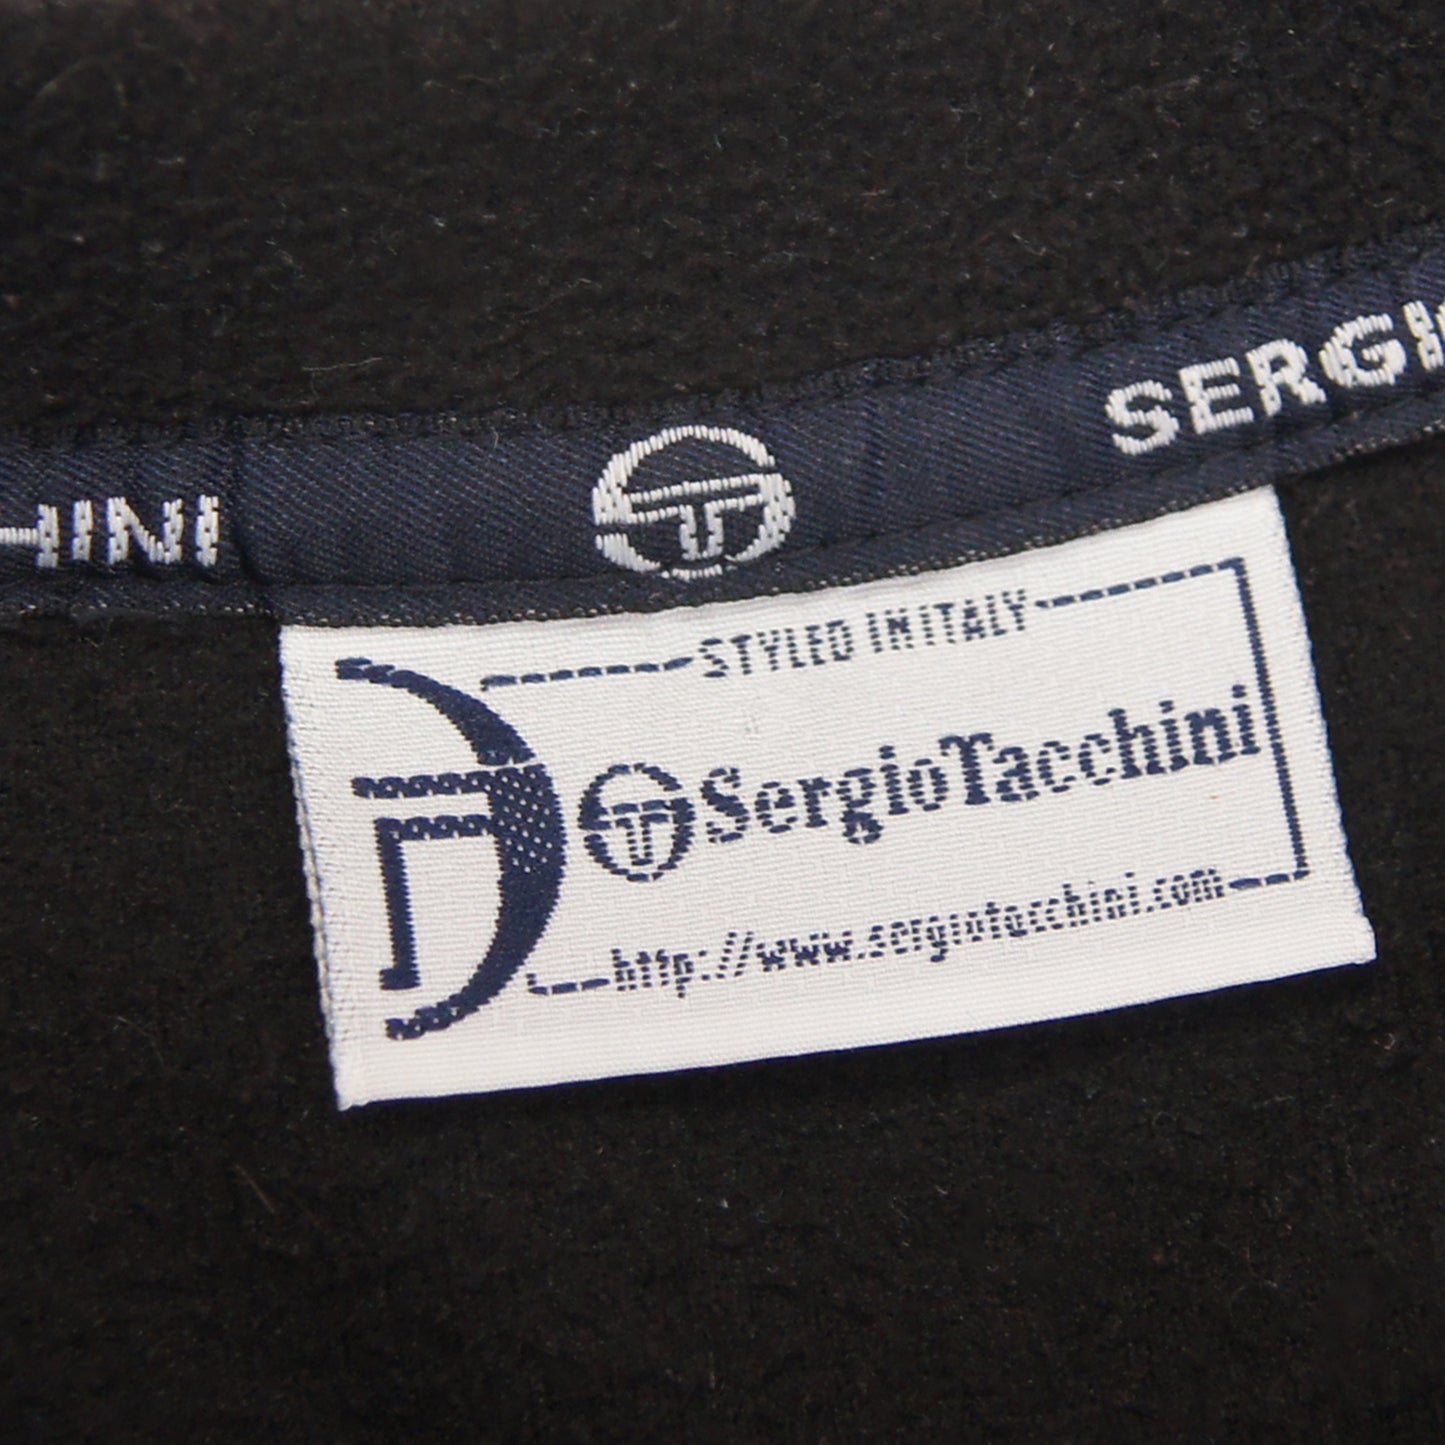 HINI SERGI
STYLED IN ITALY
SergioTacchini
http://www.sergiotacchini.com